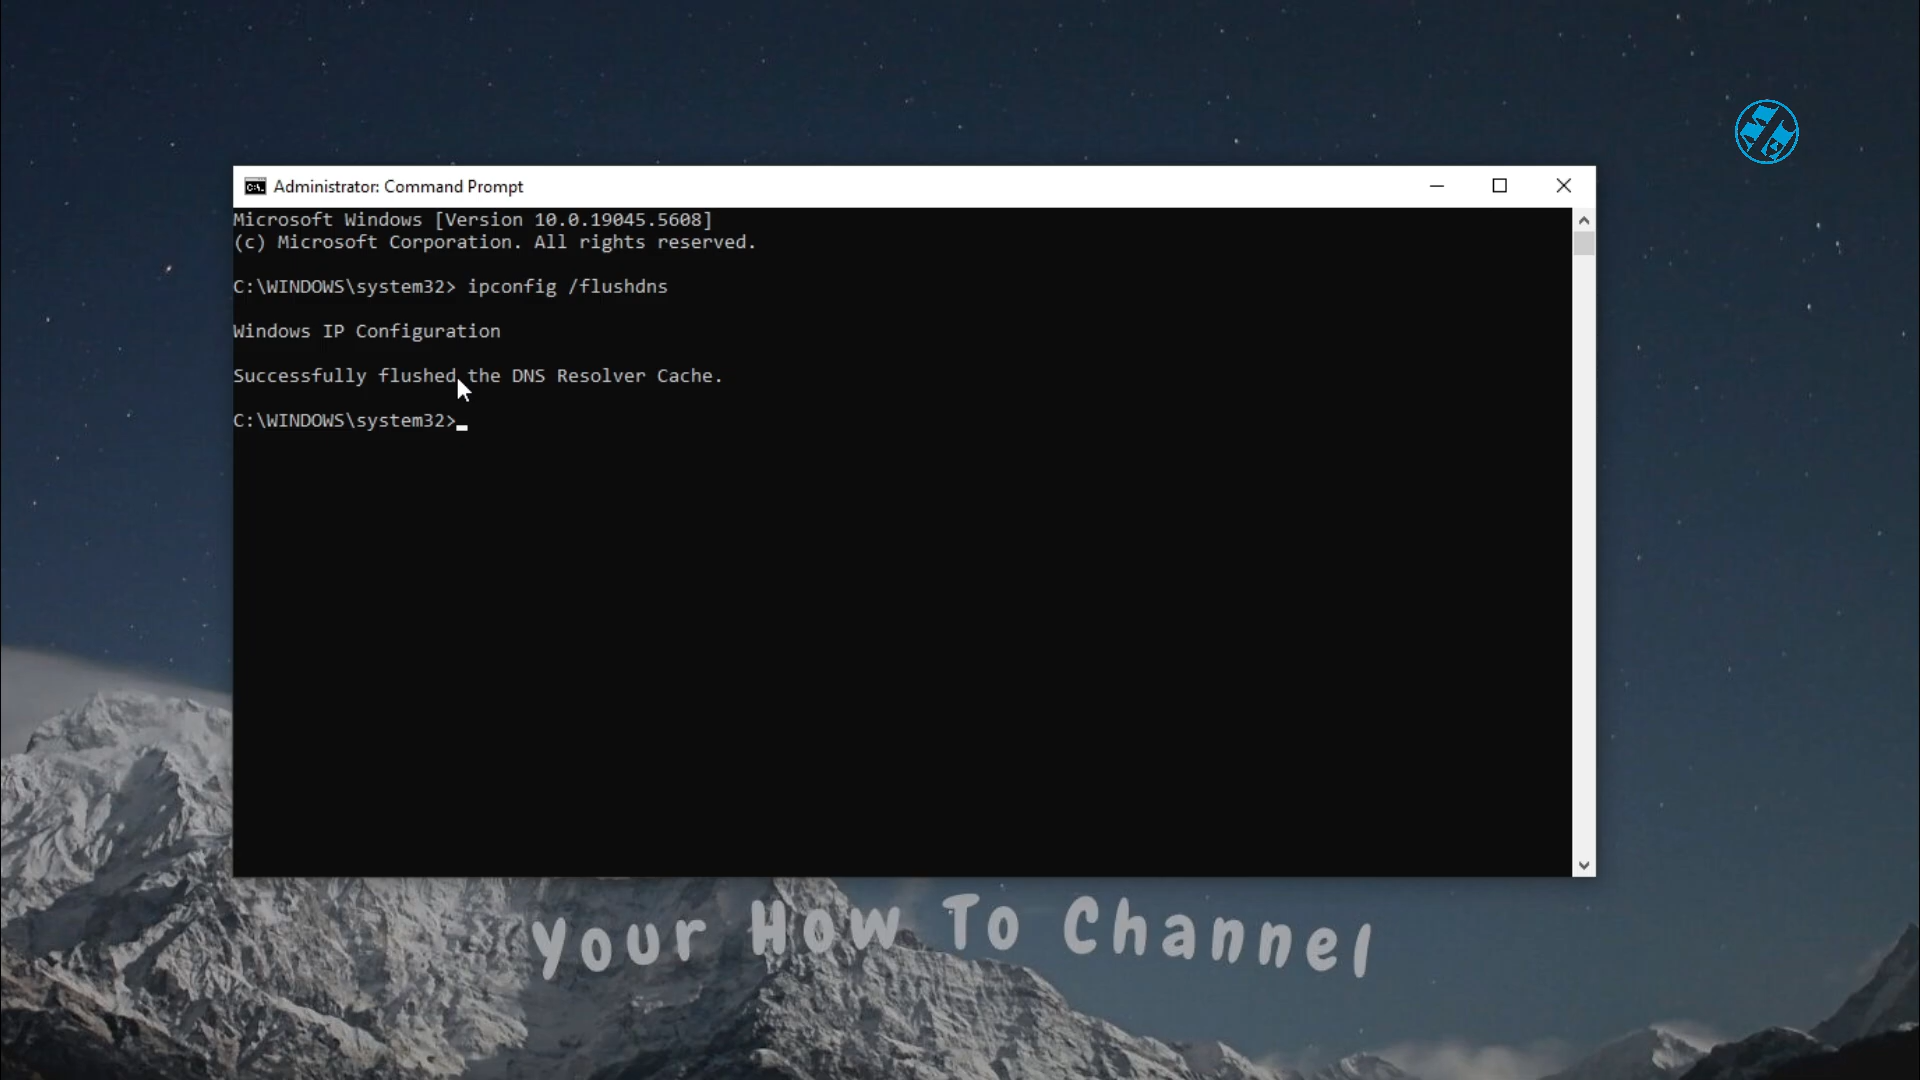 Administrator: Command Prompt
Microsoft Windows [Version 10.0.19045.5608]
(c) Microsoft Corporation. All rights reserved.
C:\WINDOWS\system32> ipconfig /flushdns
Windows IP Configuration
Successfully flushed the DNS Resolver Cache.
C:\WINDOWS\system32>
Your How To Channel